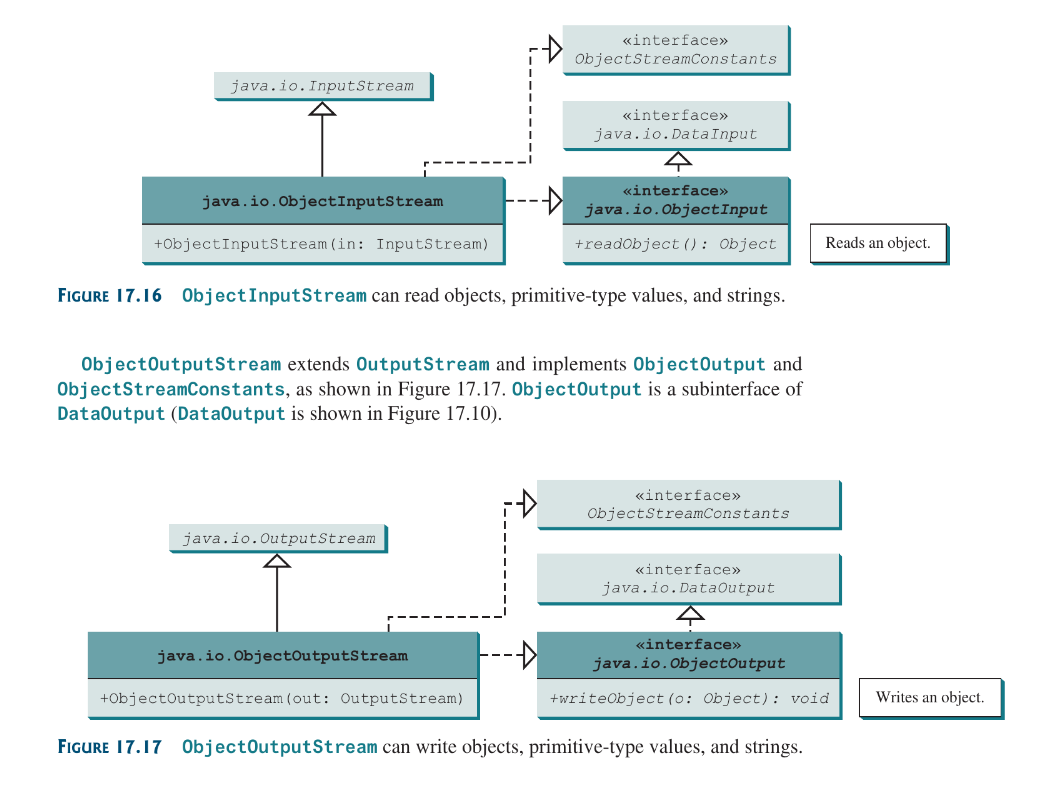 «interface»
ObjectStreamConstants
java.io.InputStream
«interface»
java.io.DataInput
java.io.ObjectInputStream
«interface»
java.io.ObjectInput
+ObjectInputStream(in: InputStream)
+readObject(): Object
Reads an object.
FIGURE 17.16 ObjectInputStream can read objects, primitive-type values, and strings.
ObjectOutputStream extends OutputStream and implements ObjectOutput and
ObjectStreamConstants, as shown in Figure 17.17. ObjectOutput is a subinterface of
DataOutput (DataOutput is shown in Figure 17.10).
«interface»
ObjectStreamConstants
java.io.OutputStream
«interface»
java.io.DataOutput
java.io.ObjectOutputStream
«interface»
java.io.ObjectOutput
+ObjectOutputStream(out: OutputStream)
+writeObject(o: Object): void
Writes an object.
FIGURE 17.17 ObjectOutputStream can write objects, primitive-type values, and strings.